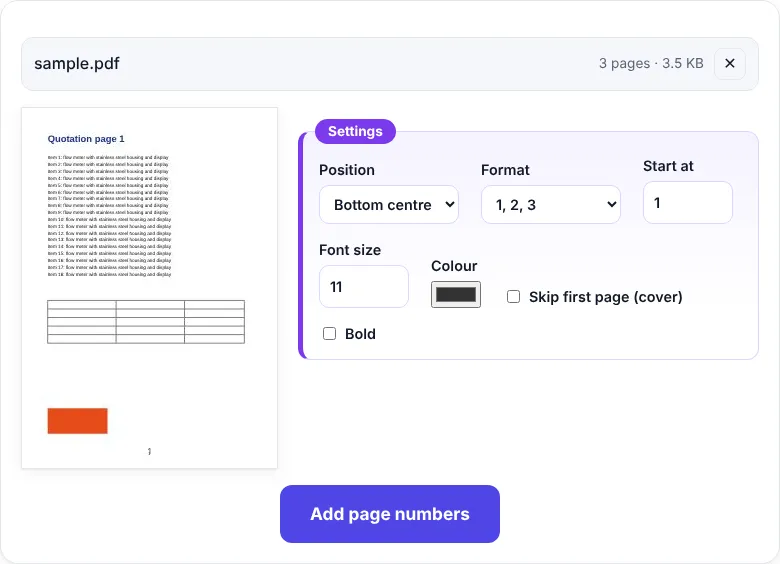 sample.pdf
3 pages · 3.5 KB
✕
Quotation page 1
Item 1: flow meter with stainless steel housing and display
Item 2: flow meter with stainless steel housing and display
Item 3: flow meter with stainless steel housing and display
Item 4: flow meter with stainless steel housing and display
Item 5: flow meter with stainless steel housing and display
Item 6: flow meter with stainless steel housing and display
Item 7: flow meter with stainless steel housing and display
Item 8: flow meter with stainless steel housing and display
Item 9: flow meter with stainless steel housing and display
Item 10: flow meter with stainless steel housing and display
Item 11: flow meter with stainless steel housing and display
Item 12: flow meter with stainless steel housing and display
Item 13: flow meter with stainless steel housing and display
Item 14: flow meter with stainless steel housing and display
Item 15: flow meter with stainless steel housing and display
Item 16: flow meter with stainless steel housing and display
Item 17: flow meter with stainless steel housing and display
Item 18: flow meter with stainless steel housing and display
Settings
Position
Bottom centre
Format
1, 2, 3
Start at
1
Font size
11
Colour
Skip first page (cover)
Bold
Add page numbers